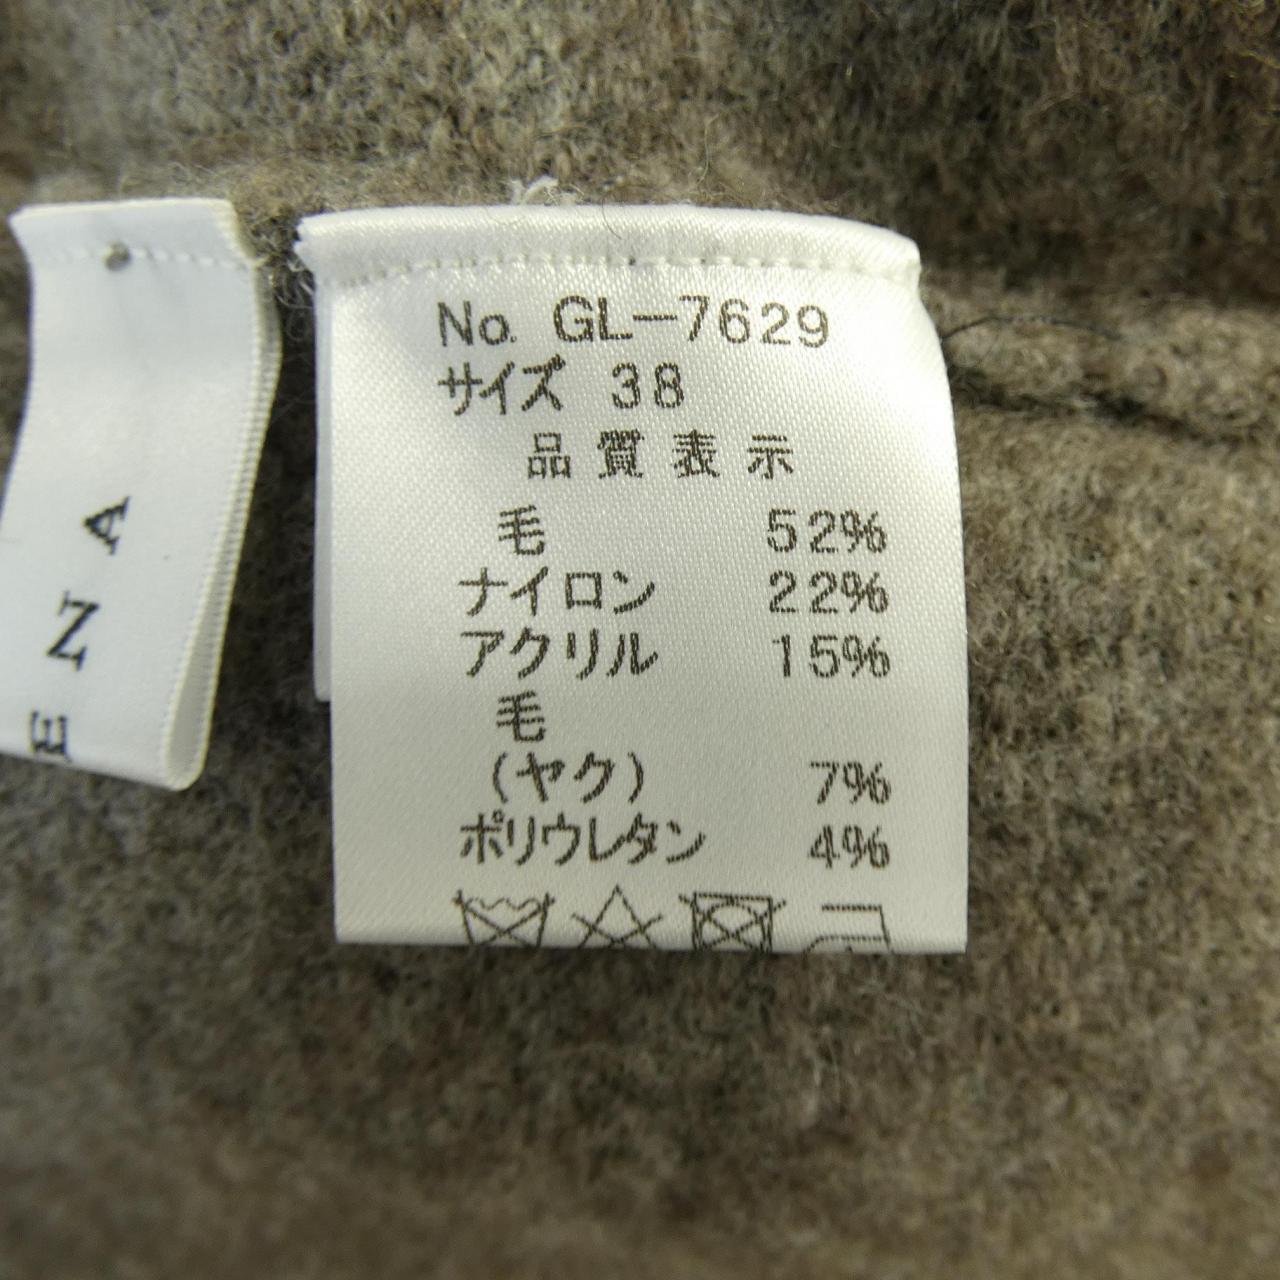 No. GL-7629
サイズ 38
品質表示
毛 52%
ナイロン 22%
アクリル 15%
毛
(ヤク) 7%
ポリウレタン 4%
ENA